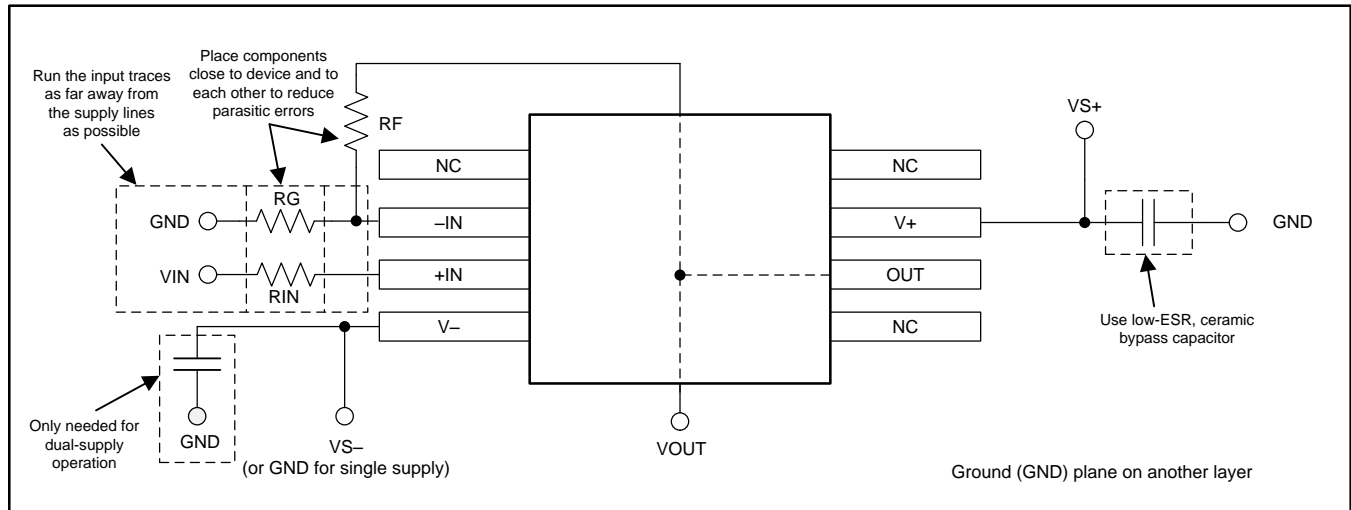 Run the input traces
as far away from
the supply lines
as possible
Place components
close to device and to
each other to reduce
parasitic errors
RF
VS+
NC
NC
RG
GND
–IN
V+
GND
VIN
+IN
OUT
RIN
V–
NC
Use low-ESR, ceramic
bypass capacitor
Only needed for
dual-supply
operation
GND
VS–
(or GND for single supply)
VOUT
Ground (GND) plane on another layer